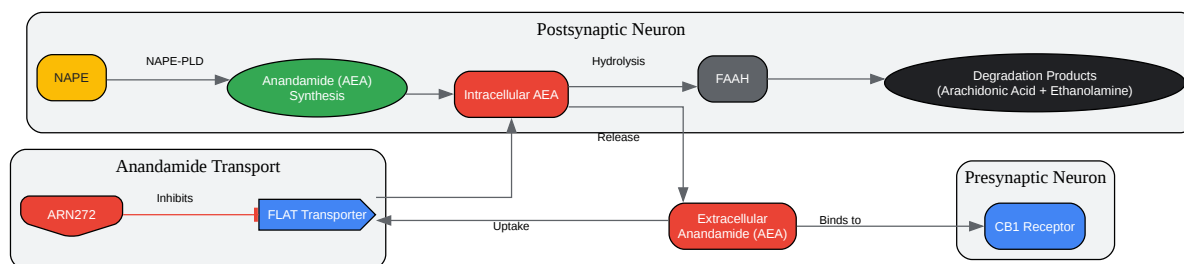 Postsynaptic Neuron
NAPE
NAPE-PLD
Anandamide (AEA)
Synthesis
Intracellular AEA
Hydrolysis
FAAH
Degradation Products
(Arachidonic Acid + Ethanolamine)
Release
Anandamide Transport
ARN272
Inhibits
FLAT Transporter
Uptake
Extracellular
Anandamide (AEA)
Binds to
Presynaptic Neuron
CB1 Receptor